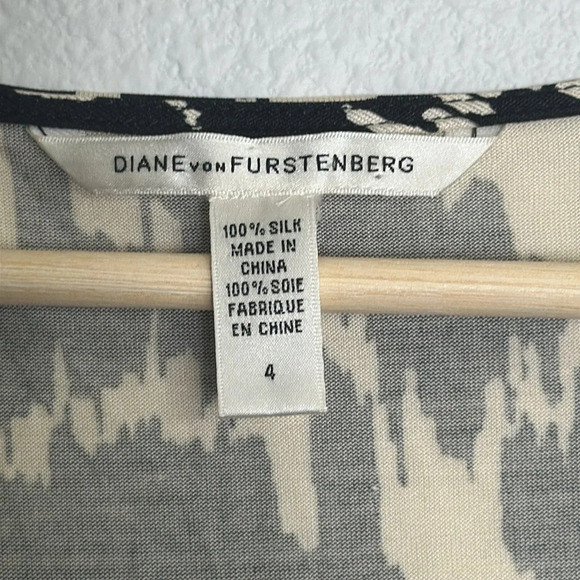 DIANE VON FURSTENBERG
100% SILK
MADE IN
CHINA
100% SOIE
FABRIQUE
EN CHINE
4